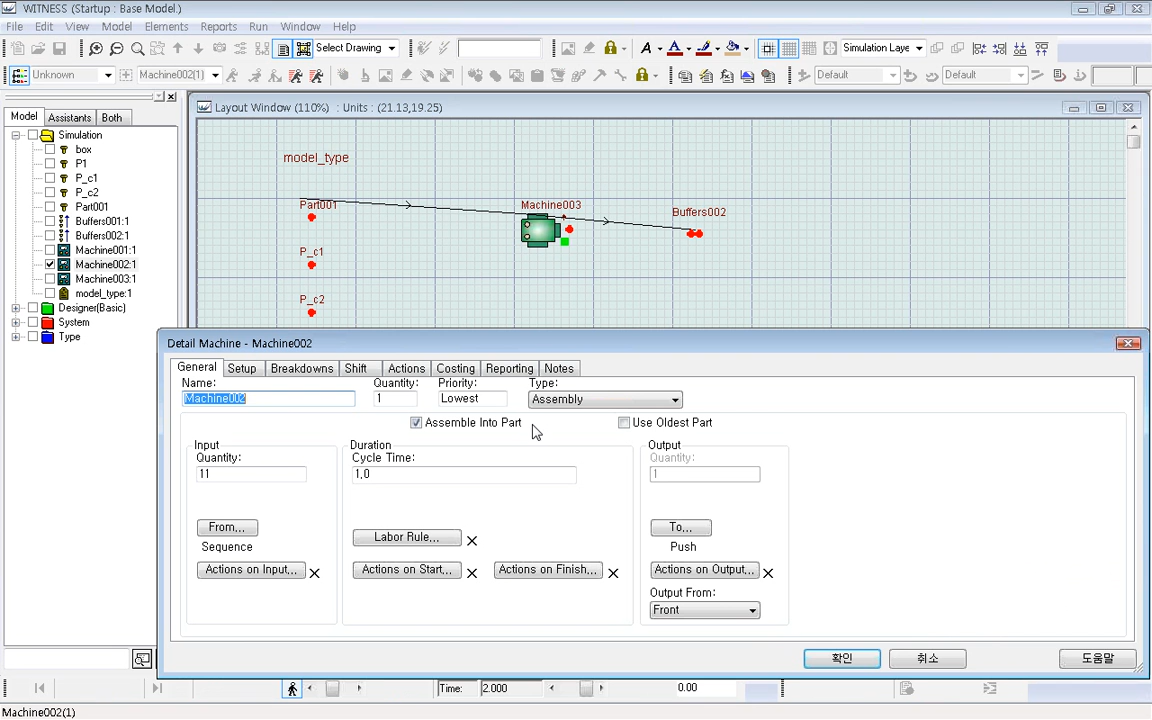 WITNESS (Startup : Base Model.)
File Edit View Model Elements Reports Run Window Help
Select Drawing
Simulation Laye
Unknown
Machine002(1)
Default
Default
Model Assistants Both
Layout Window (110%) : Units : (21.13,19.25)
Simulation
box
P1
P_c1
P_c2
Part001
Buffers001:1
Buffers002:1
Machine001:1
Machine002:1
Machine003:1
model_type:1
Designer(Basic)
System
Type
model_type
Part001
Machine003
Buffers002
P_c1
P_c2
Detail Machine - Machine002
General Setup Breakdowns Shift Actions Costing Reporting Notes
Name: Quantity: Priority: Type:
Machine002 1 Lowest Assembly
Assemble Into Part Use Oldest Part
Input Duration Output
Quantity: Cycle Time: Quantity:
11 1,0 1
From... Labor Rule... To...
Sequence Push
Actions on Input... Actions on Start... Actions on Finish... Actions on Output...
Output From:
Front
확인 취소 도움말
Time: 2.000 0.00
Machine002(1)